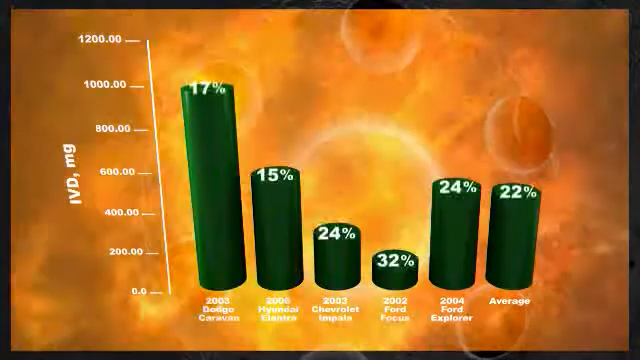 1200.00
1000.00
800.00
600.00
400.00
200.00
0.0
IVD, mg
17%
15%
24%
32%
24%
22%
2003 Dodge Caravan
2006 Hyundai Elantra
2003 Chevrolet Impala
2002 Ford Focus
2004 Ford Explorer
Average